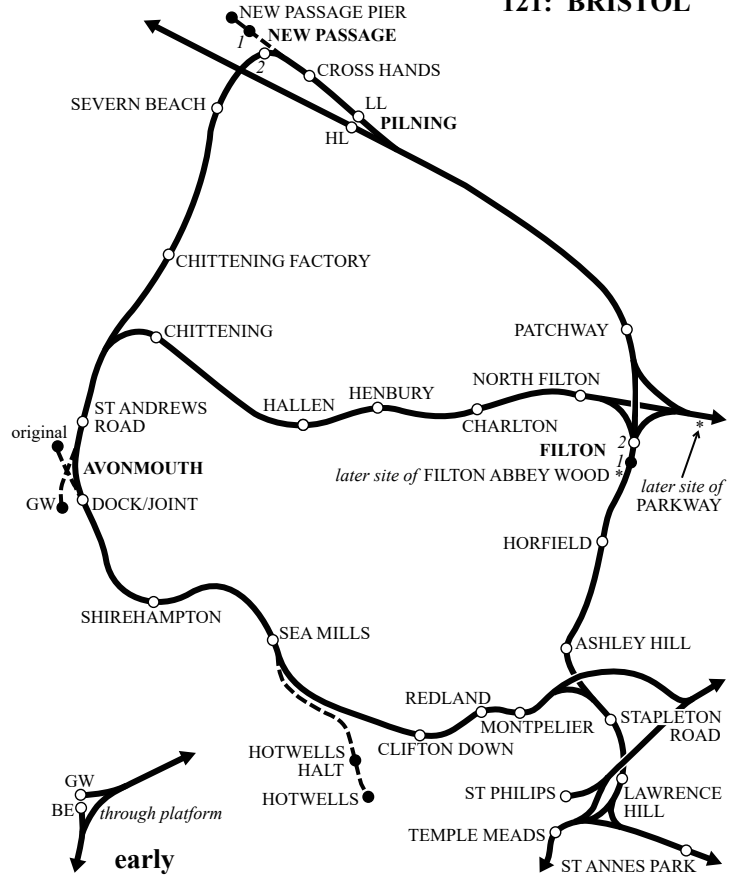 121: BRISTOL
NEW PASSAGE PIER
1
NEW PASSAGE
2
CROSS HANDS
SEVERN BEACH
LL
PILNING
HL
CHITTENING FACTORY
CHITTENING
PATCHWAY
NORTH FILTON
HENBURY
HALLEN
CHARLTON
ST ANDREWS
ROAD
original
AVONMOUTH
GW
DOCK/JOINT
FILTON
2
1
*
later site of FILTON ABBEY WOOD
*
later site of
PARKWAY
HORFIELD
SHIREHAMPTON
SEA MILLS
ASHLEY HILL
REDLAND
MONTPELIER
CLIFTON DOWN
STAPLETON
ROAD
HOTWELLS
HALT
HOTWELLS
ST PHILIPS
LAWRENCE
HILL
TEMPLE MEADS
ST ANNES PARK
GW
BE
through platform
early